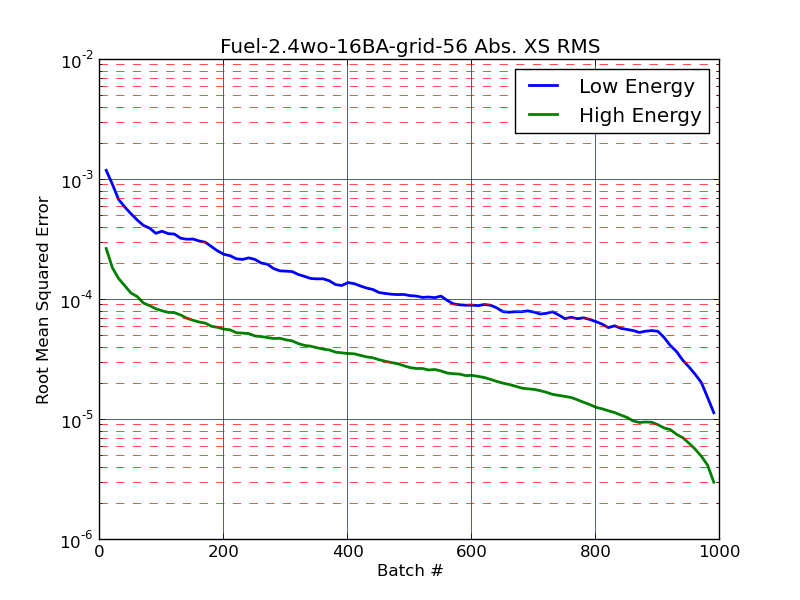 Fuel-2.4wo-16BA-grid-56 Abs. XS RMS
Low Energy
High Energy
Root Mean Squared Error
10^-2
10^-3
10^-4
10^-5
10^-6
0 200 400 600 800 1000
Batch #